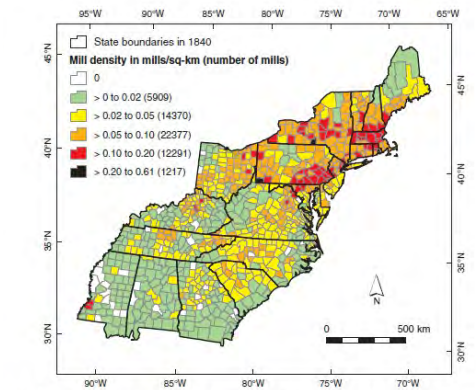 95°W 90°W 85°W 80°W 75°W 70°W 65°W
State boundaries in 1840
Mill density in mills/sq-km (number of mills)
0
> 0 to 0.02 (5909)
> 0.02 to 0.05 (14370)
> 0.05 to 0.10 (22377)
> 0.10 to 0.20 (12291)
> 0.20 to 0.61 (1217)
45°N
45°N
40°N
40°N
35°N
35°N
30°N
30°N
N
0 500 km
90°W 85°W 80°W 75°W 70°W